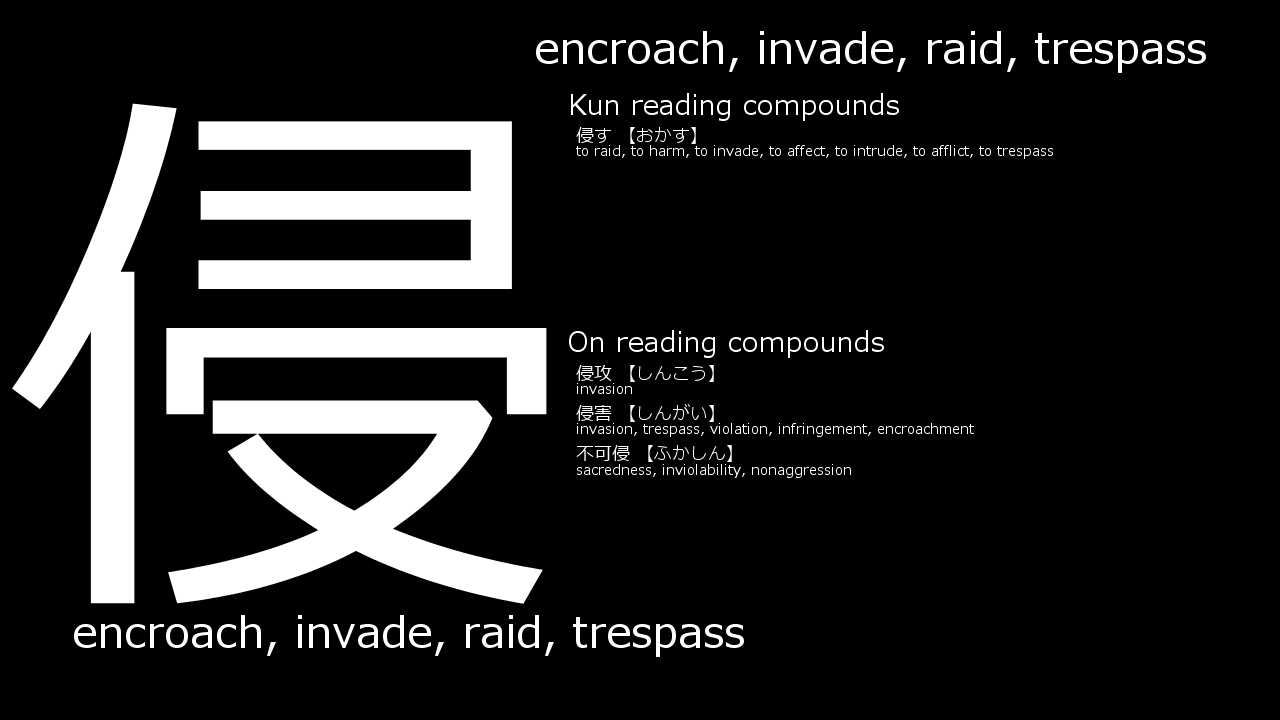 侵
encroach, invade, raid, trespass
Kun reading compounds
侵す 【おかす】
to raid, to harm, to invade, to affect, to intrude, to afflict, to trespass
On reading compounds
侵攻 【しんこう】
invasion
侵害 【しんがい】
invasion, trespass, violation, infringement, encroachment
不可侵 【ふかしん】
sacredness, inviolability, nonaggression
encroach, invade, raid, trespass